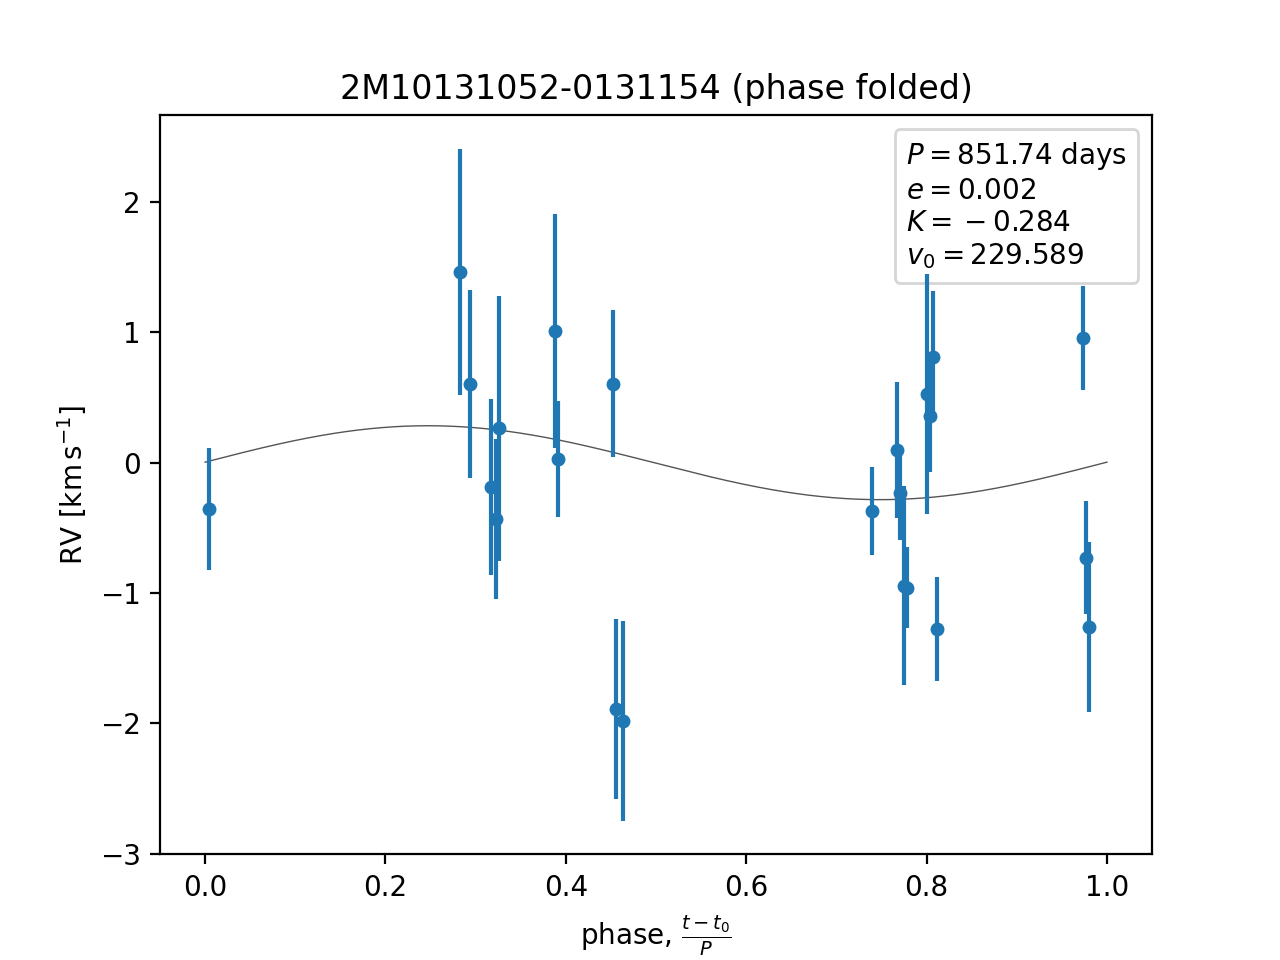 2M10131052-0131154 (phase folded)
P = 851.74 days
e = 0.002
K = −0.284
v₀ = 229.589
RV [km s⁻¹]
2
1
0
−1
−2
−3
0.0 0.2 0.4 0.6 0.8 1.0
phase, (t − t₀)/P